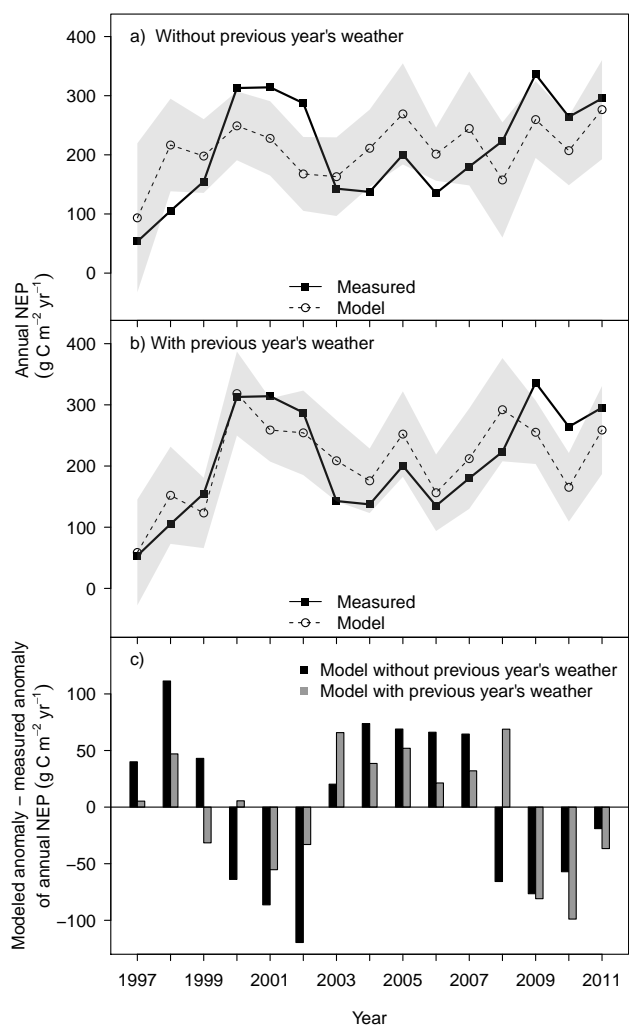 a) Without previous year's weather
400
300
200
100
0
Measured
Model
Annual NEP
(g C m⁻² yr⁻¹)
b) With previous year's weather
400
300
200
100
0
Measured
Model
c)
Model without previous year's weather
Model with previous year's weather
Modeled anomaly − measured anomaly
of annual NEP (g C m⁻² yr⁻¹)
100
50
0
−50
−100
1997 1999 2001 2003 2005 2007 2009 2011
Year